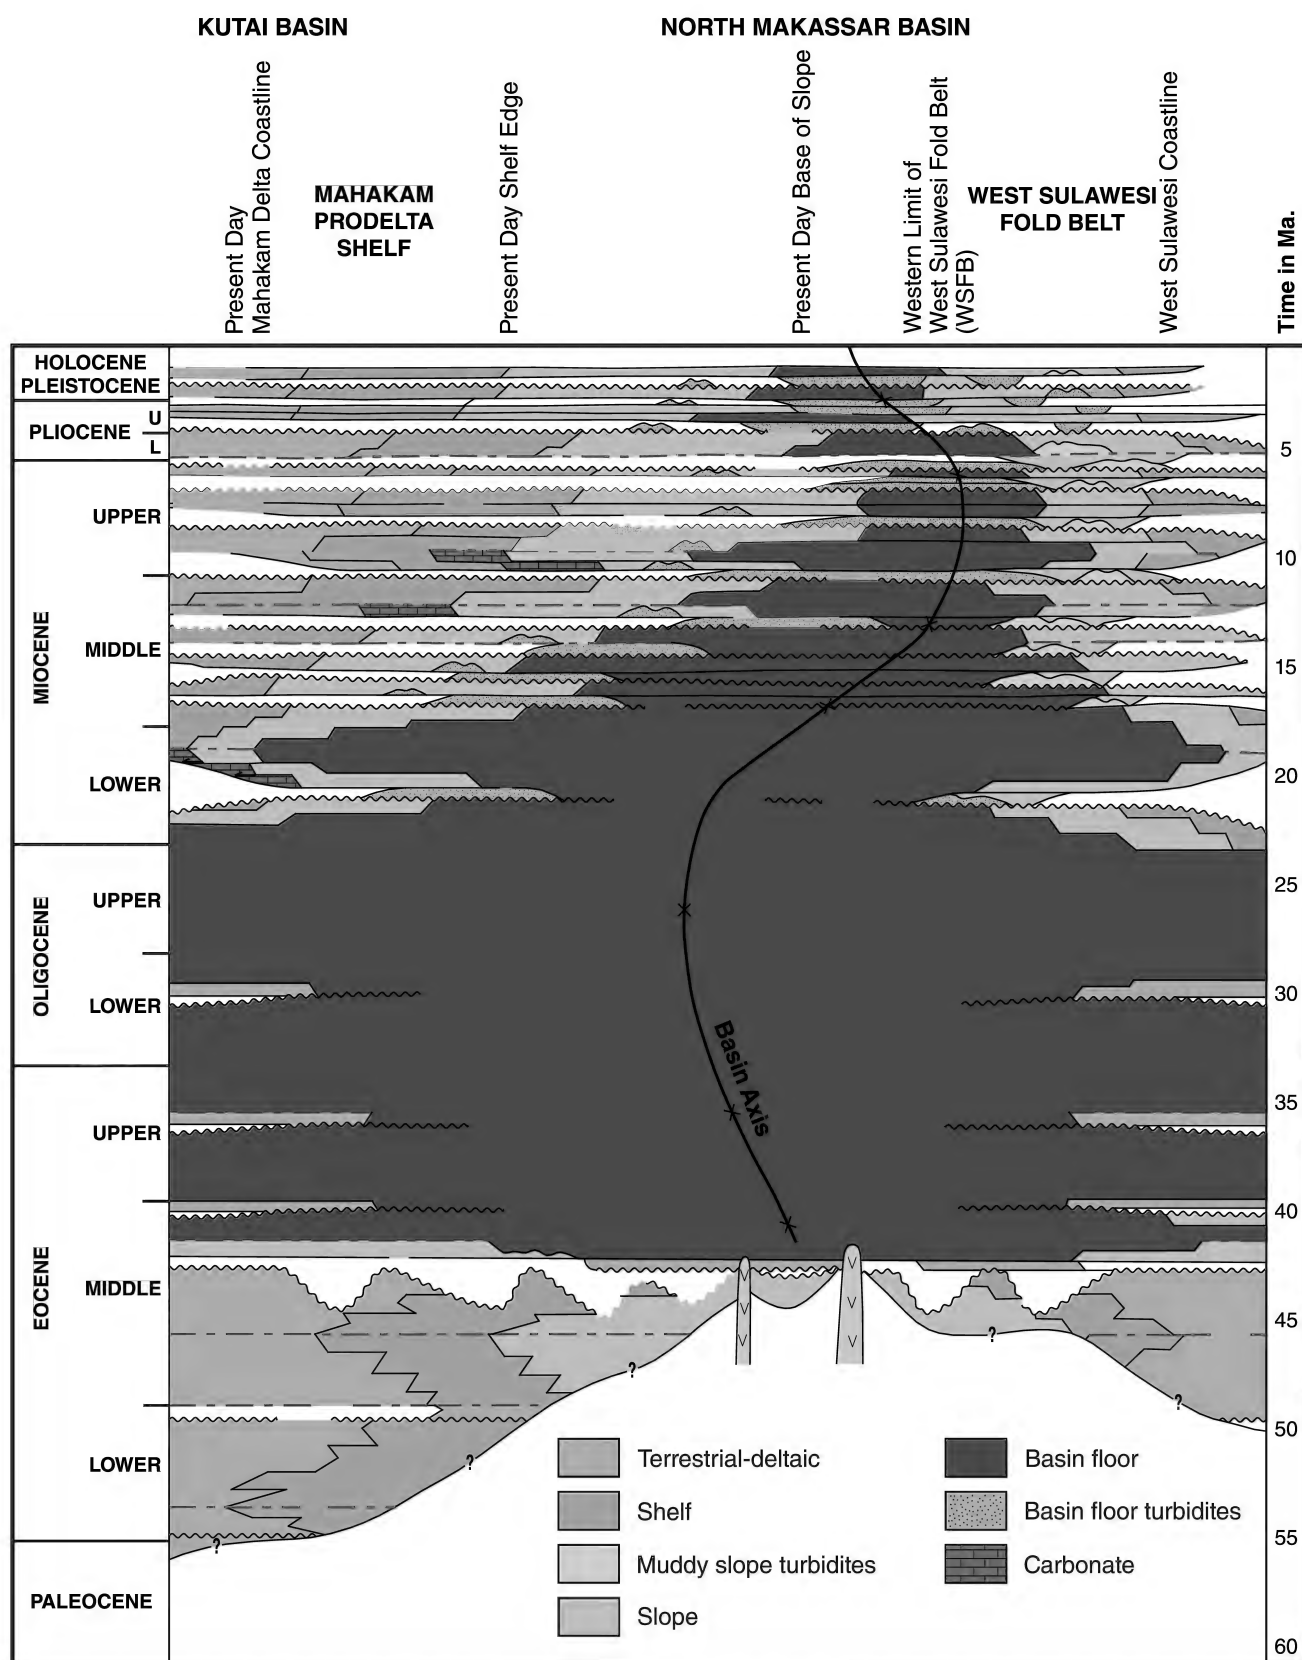 KUTAI BASIN
NORTH MAKASSAR BASIN
Present Day
Mahakam Delta Coastline
MAHAKAM
PRODELTA
SHELF
Present Day Shelf Edge
Present Day Base of Slope
Western Limit of
West Sulawesi Fold Belt
(WSFB)
WEST SULAWESI
FOLD BELT
West Sulawesi Coastline
Time in Ma.
HOLOCENE
PLEISTOCENE
PLIOCENE
U
L
5
MIOCENE
UPPER
10
MIDDLE
15
LOWER
20
OLIGOCENE
UPPER
25
LOWER
30
Basin Axis
EOCENE
UPPER
35
40
MIDDLE
45
LOWER
50
55
PALEOCENE
60
V
V
V
V
V
V
?
?
?
?
?
Terrestrial-deltaic
Shelf
Muddy slope turbidites
Slope
Basin floor
Basin floor turbidites
Carbonate